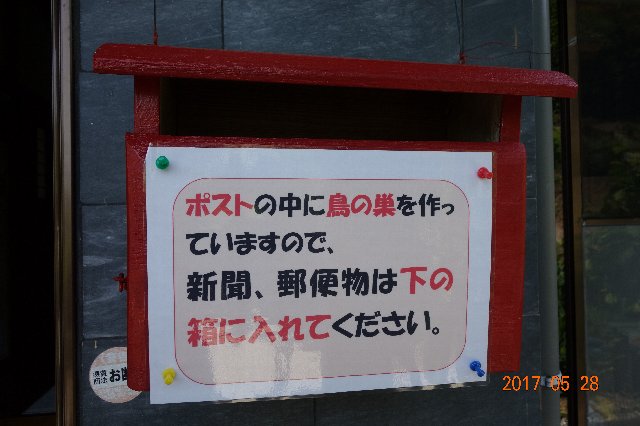 ポストの中に鳥の巣を作っ
ていますので、
新聞、郵便物は下の
箱に入れてください。
お
2017 05 28